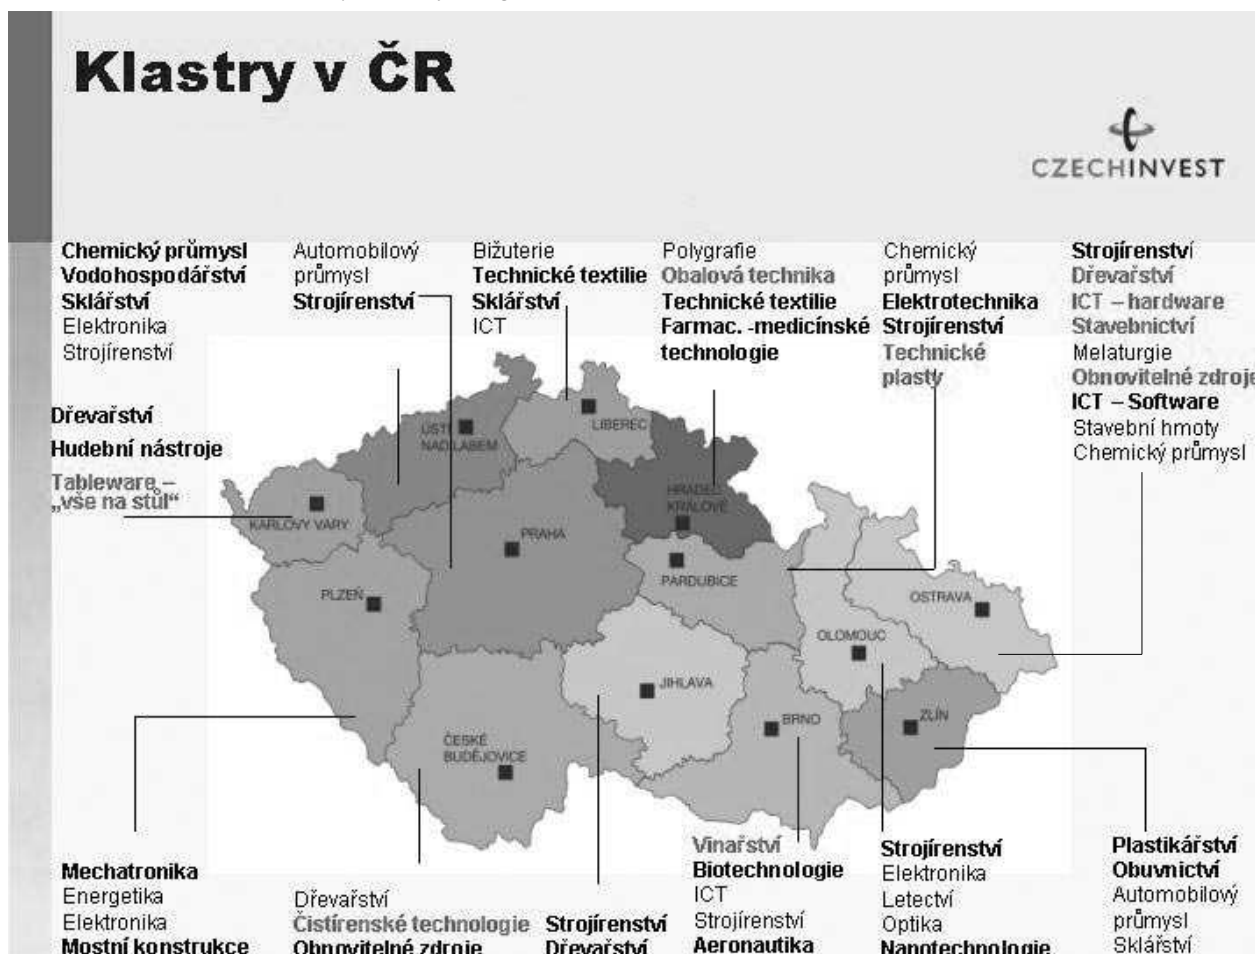 Klastry v ČR
CZECHINVEST
Chemický průmysl
Vodohospodářství
Sklářství
Elektronika
Strojírenství
Automobilový
průmysl
Strojírenství
Bižuterie
Technické textilie
Sklářství
ICT
Polygrafie
Obalová technika
Technické textilie
Farmac. -medicínské
technologie
Chemický
průmysl
Elektrotechnika
Strojírenství
Technické
plasty
Strojírenství
Dřevařství
ICT – hardware
Stavebnictví
Melaturgie
Obnovitelné zdroje
ICT – Software
Stavební hmoty
Chemický průmysl
Dřevařství
Hudební nástroje
Tableware –
„vše na stůl“
ÚSTÍ
NAD LABEM
LIBEREC
HRADEC
KRÁLOVÉ
KARLOVY VARY
PRAHA
PARDUBICE
PLZEŇ
OSTRAVA
OLOMOUC
JIHLAVA
BRNO
ZLÍN
ČESKÉ
BUDĚJOVICE
Mechatronika
Energetika
Elektronika
Mostní konstrukce
Dřevařství
Čistírenské technologie
Obnovitelné zdroje
Strojírenství
Dřevařství
Vinařství
Biotechnologie
ICT
Strojírenství
Aeronautika
Strojírenství
Elektronika
Letectví
Optika
Nanotechnologie
Plastikářství
Obuvnictví
Automobilový
průmysl
Sklářství